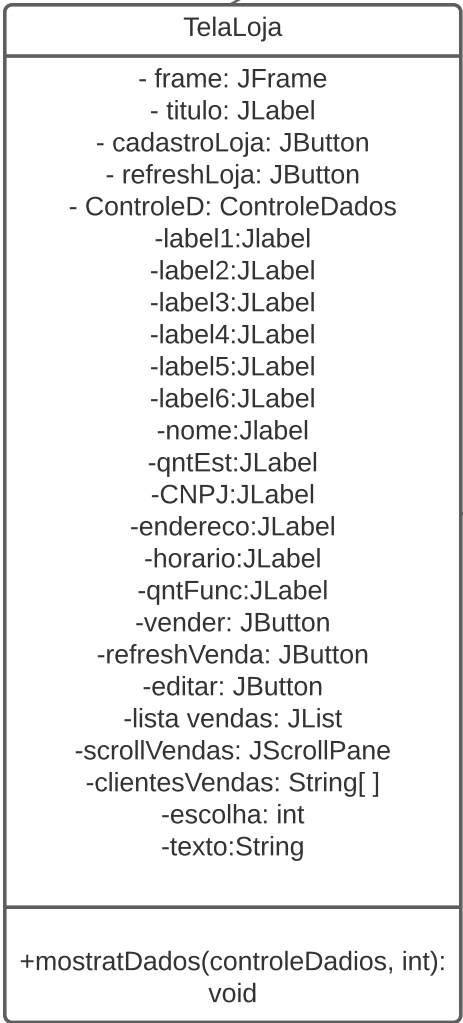 TelaLoja
- frame: JFrame
- titulo: JLabel
- cadastroLoja: JButton
- refreshLoja: JButton
- ControleD: ControleDados
-label1:Jlabel
-label2:JLabel
-label3:JLabel
-label4:JLabel
-label5:JLabel
-label6:JLabel
-nome:Jlabel
-qntEst:JLabel
-CNPJ:JLabel
-endereco:JLabel
-horario:JLabel
-qntFunc:JLabel
-vender: JButton
-refreshVenda: JButton
-editar: JButton
-lista vendas: JList
-scrollVendas: JScrollPane
-clientesVendas: String[ ]
-escolha: int
-texto:String
+mostratDados(controleDadios, int):
void